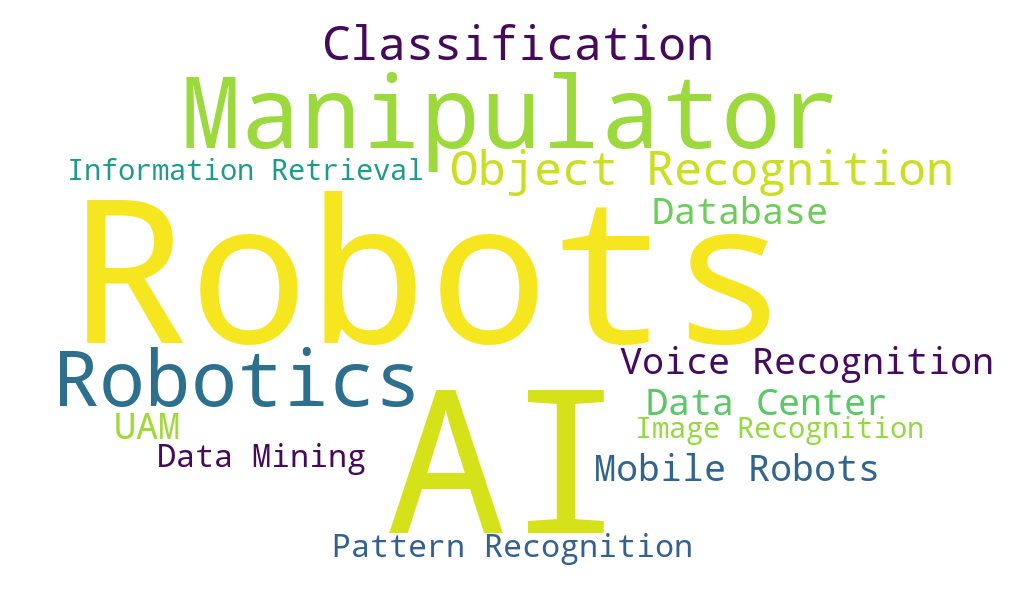 Classification
Manipulator
Information Retrieval
Object Recognition
Database
Robots
Robotics
Voice Recognition
AI
Data Center
UAM
Image Recognition
Data Mining
Mobile Robots
Pattern Recognition